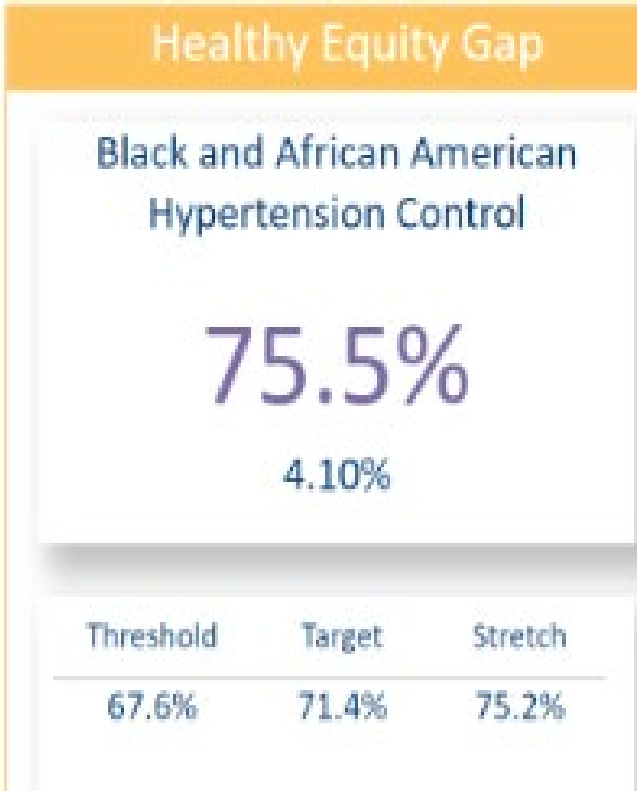 Healthy Equity Gap
Black and African American
Hypertension Control
75.5%
4.10%
Threshold Target Stretch
67.6% 71.4% 75.2%